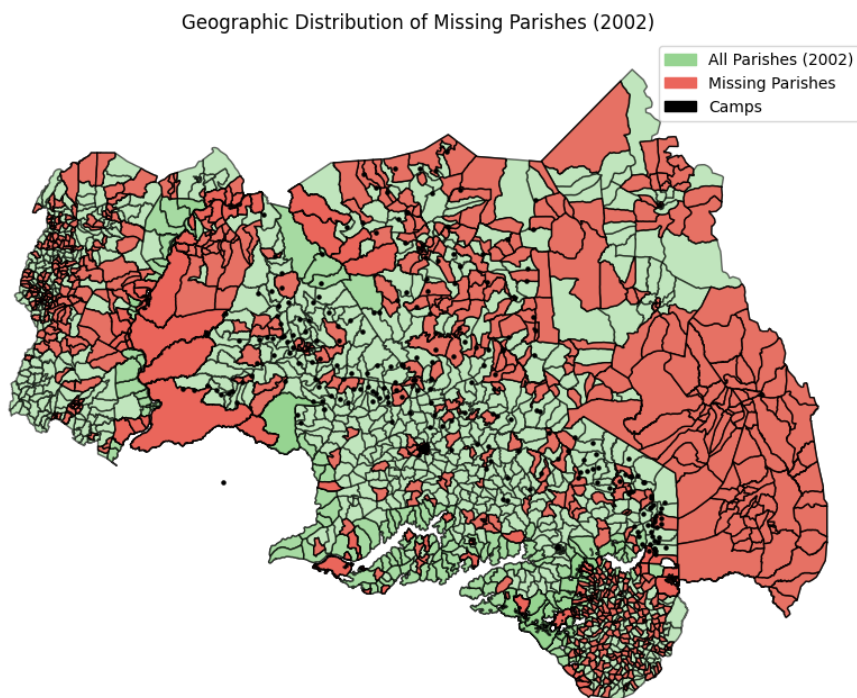 Geographic Distribution of Missing Parishes (2002)
All Parishes (2002)
Missing Parishes
Camps